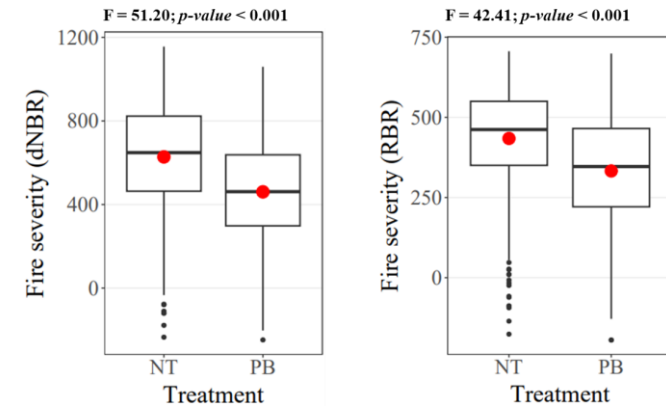 F = 51.20; p-value < 0.001
Fire severity (dNBR)
1200
800
400
0
NT PB
Treatment
F = 42.41; p-value < 0.001
Fire severity (RBR)
750
500
250
0
NT PB
Treatment